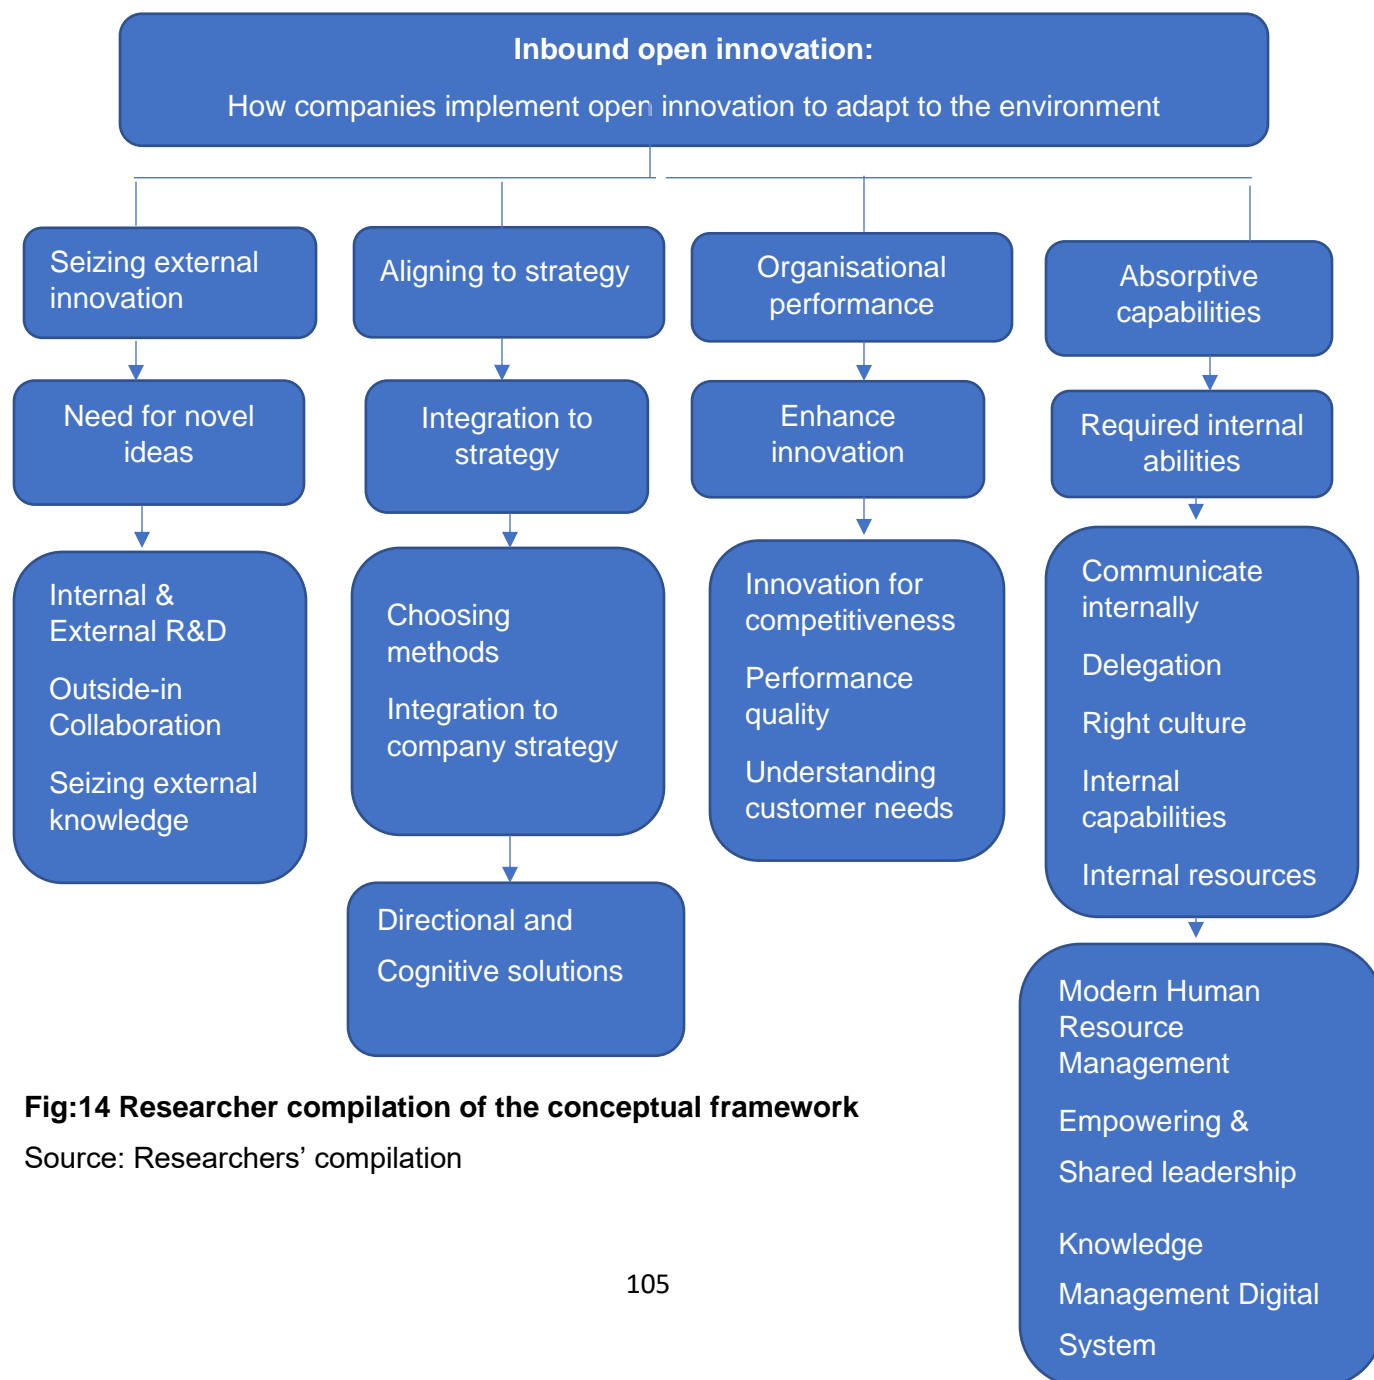 Inbound open innovation:
How companies implement open innovation to adapt to the environment
Seizing external
innovation
Aligning to strategy
Organisational
performance
Absorptive
capabilities
Need for novel
ideas
Integration to
strategy
Enhance
innovation
Required internal
abilities
Internal &
External R&D
Outside-in
Collaboration
Seizing external
knowledge
Choosing
methods
Integration to
company strategy
Innovation for
competitiveness
Performance
quality
Understanding
customer needs
Communicate
internally
Delegation
Right culture
Internal
capabilities
Internal resources
Directional and
Cognitive solutions
Modern Human
Resource
Management
Empowering &
Shared leadership
Knowledge
Management Digital
System
Fig:14 Researcher compilation of the conceptual framework
Source: Researchers’ compilation
105